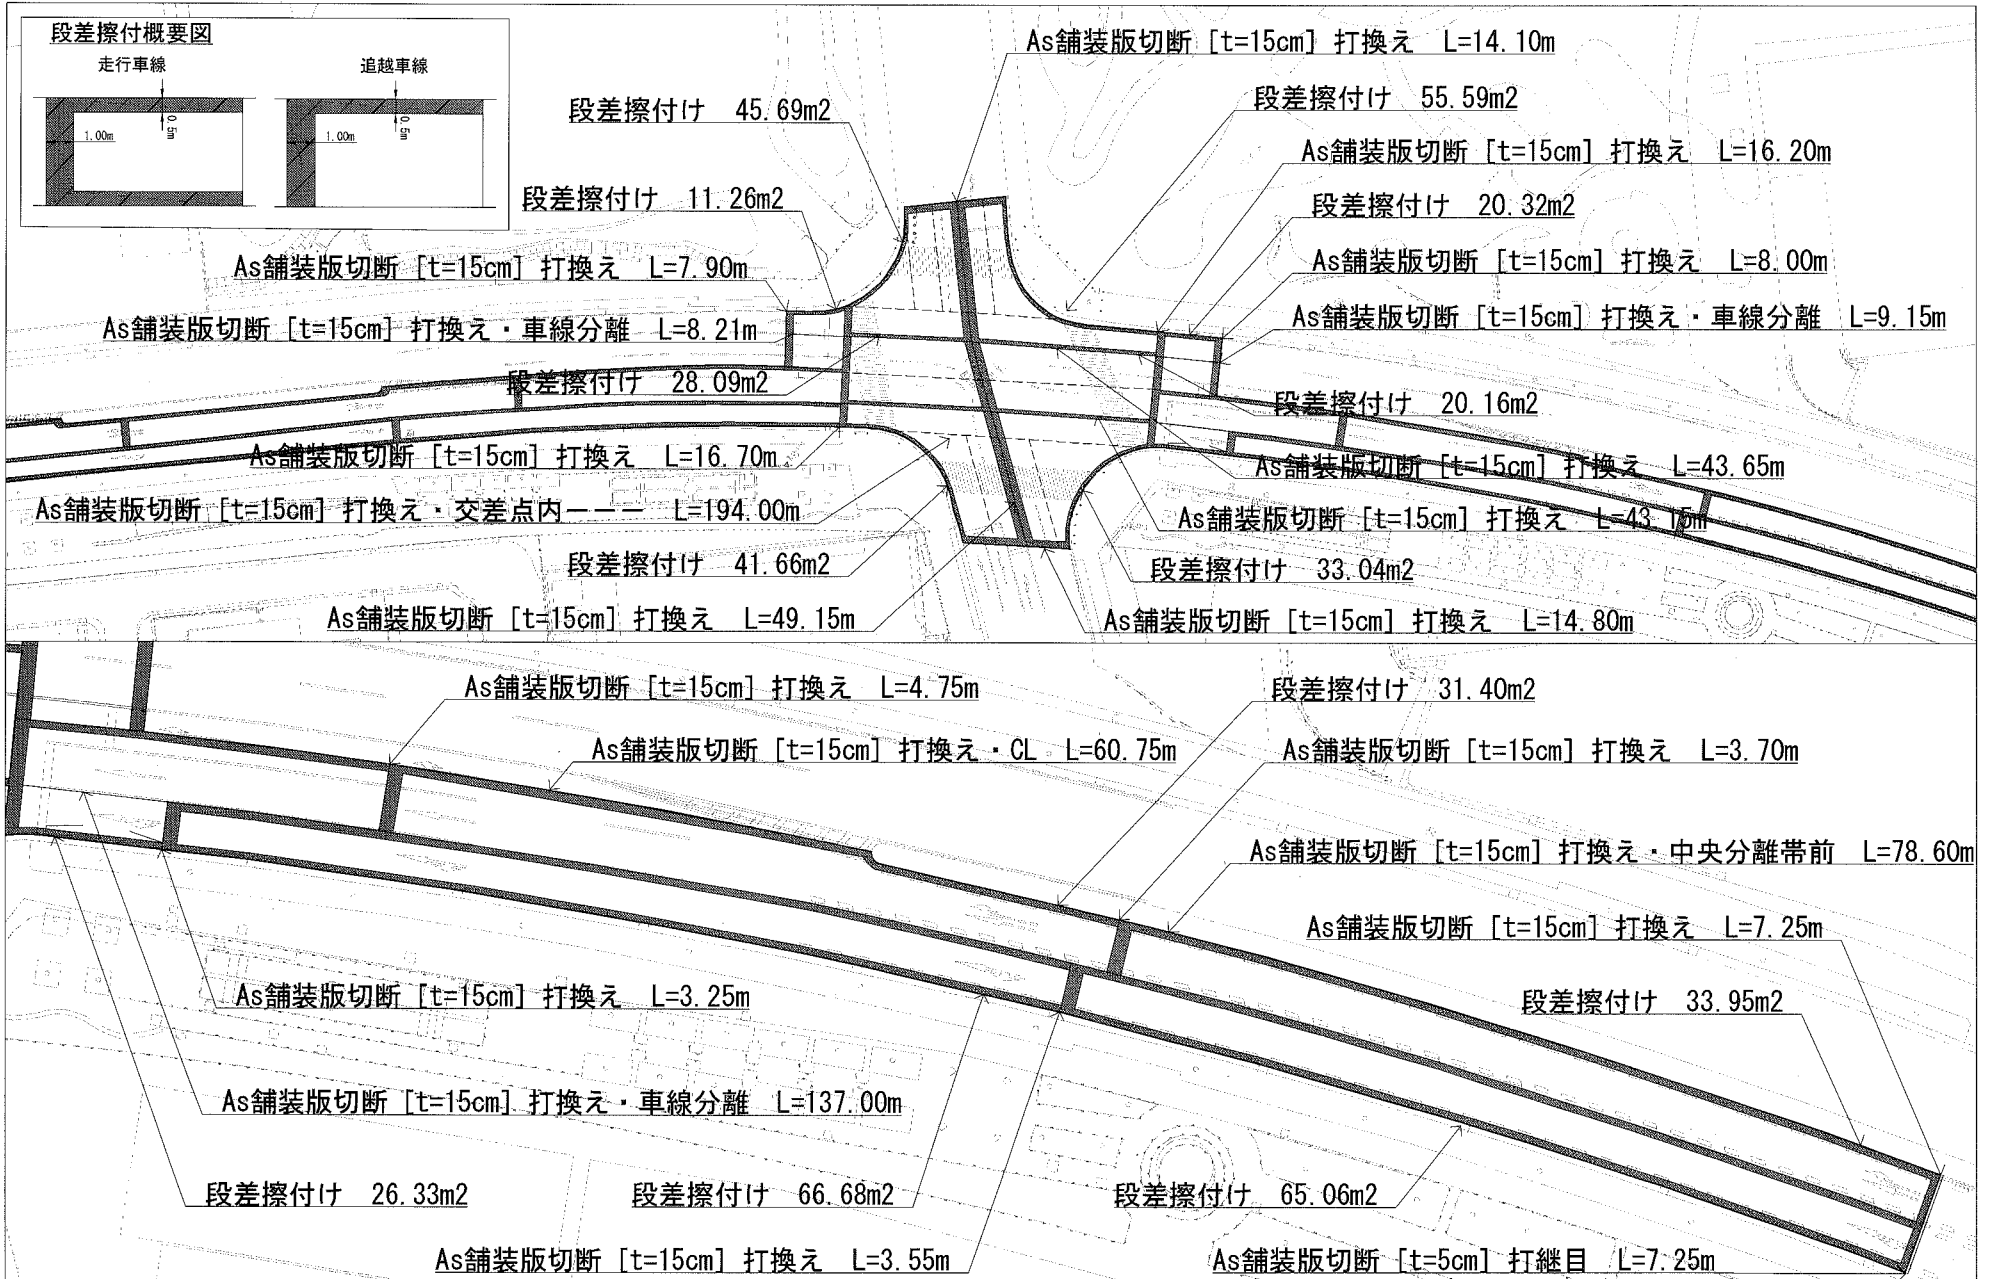 段差擦付概要図
走行車線
追越車線
1.00m
0.5m
1.00m
0.5m
As舗装版切断 [t=15cm] 打換え L=14.10m
段差擦付け 45.69m2
段差擦付け 55.59m2
As舗装版切断 [t=15cm] 打換え L=16.20m
段差擦付け 11.26m2
段差擦付け 20.32m2
As舗装版切断 [t=15cm] 打換え L=7.90m
As舗装版切断 [t=15cm] 打換え L=8.00m
As舗装版切断 [t=15cm] 打換え・車線分離 L=8.21m
As舗装版切断 [t=15cm] 打換え・車線分離 L=9.15m
段差擦付け 28.09m2
段差擦付け 20.16m2
As舗装版切断 [t=15cm] 打換え L=16.70m
As舗装版切断 [t=15cm] 打換え L=43.65m
As舗装版切断 [t=15cm] 打換え・交差点内ーーー L=194.00m
As舗装版切断 [t=15cm] 打換え L=43.15m
段差擦付け 41.66m2
段差擦付け 33.04m2
As舗装版切断 [t=15cm] 打換え L=49.15m
As舗装版切断 [t=15cm] 打換え L=14.80m
As舗装版切断 [t=15cm] 打換え L=4.75m
段差擦付け 31.40m2
As舗装版切断 [t=15cm] 打換え・CL L=60.75m
As舗装版切断 [t=15cm] 打換え L=3.70m
As舗装版切断 [t=15cm] 打換え・中央分離帯前 L=78.60m
As舗装版切断 [t=15cm] 打換え L=7.25m
As舗装版切断 [t=15cm] 打換え L=3.25m
段差擦付け 33.95m2
As舗装版切断 [t=15cm] 打換え・車線分離 L=137.00m
段差擦付け 26.33m2
段差擦付け 66.68m2
段差擦付け 65.06m2
As舗装版切断 [t=15cm] 打換え L=3.55m
As舗装版切断 [t=5cm] 打継目 L=7.25m